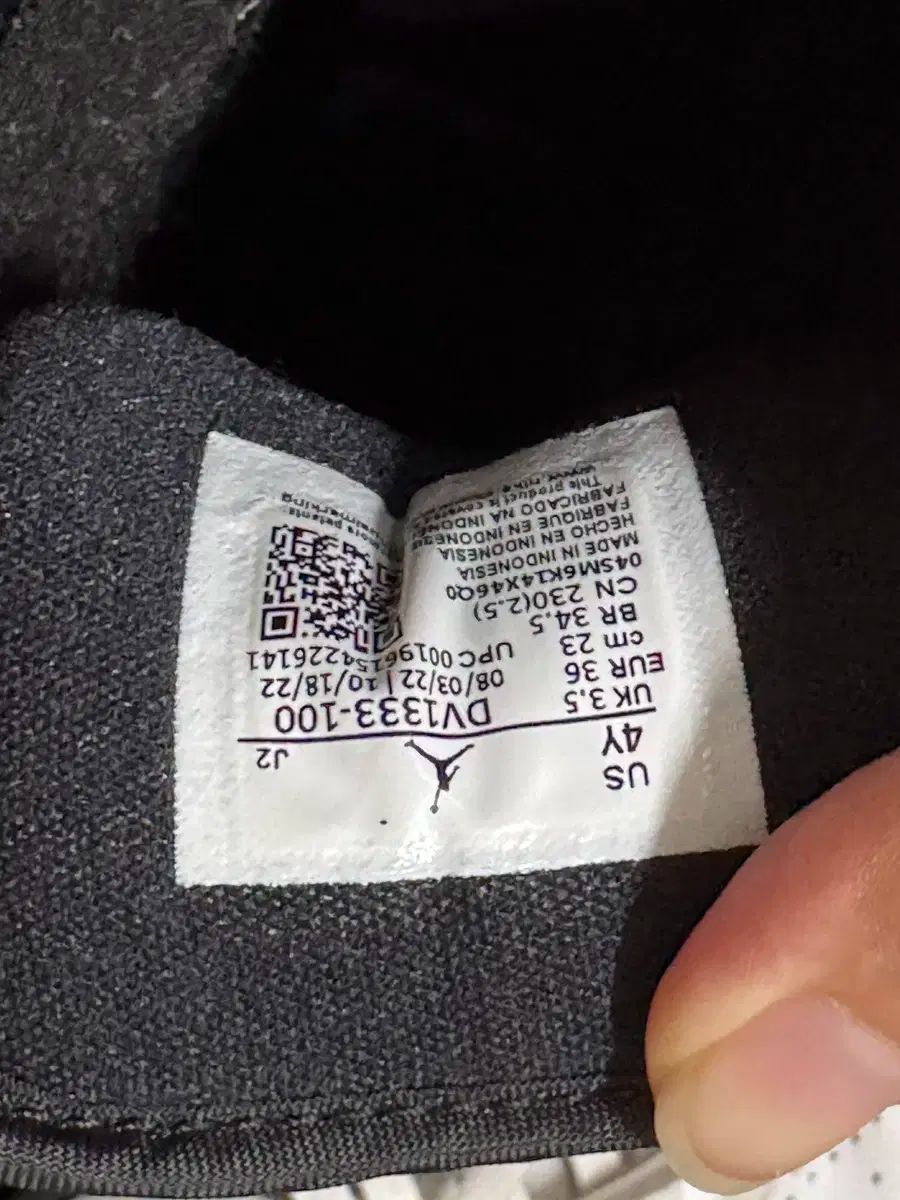 US
4Y
J2
UK 3,5
EUR 36
cm 23
BR 34,5
CN 230(2.5)
DV1333-100
08/03/22 | 10/18/22
UPC 00196154226141
04SM6K14X46Q0
MADE IN INDONESIA
HECHO EN INDONESIA
FABRIQUE EN INDONESIA
FABRICADO NA INDONÉSIA
This product is
patents